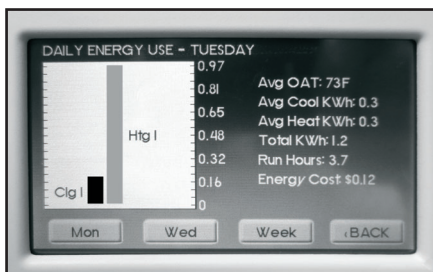 DAILY ENERGY USE - TUESDAY
0.97
0.81
0.65
0.48
0.32
0.16
0
Htg 1
Clg 1
Avg OAT: 73F
Avg Cool KWh: 0.3
Avg Heat KWh: 0.3
Total KWh: 1.2
Run Hours: 3.7
Energy Cost $0.12
Mon
Wed
Week
‹BACK